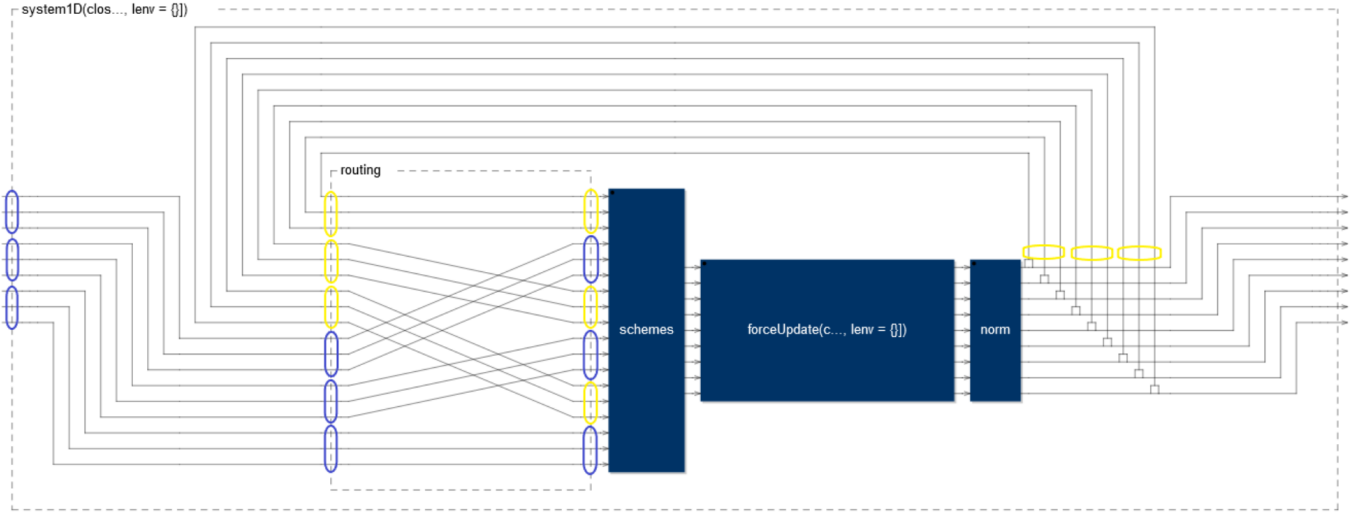 system1D(clos..., lenv = {}])
routing
schemes
forceUpdate(c..., lenv = {}])
norm